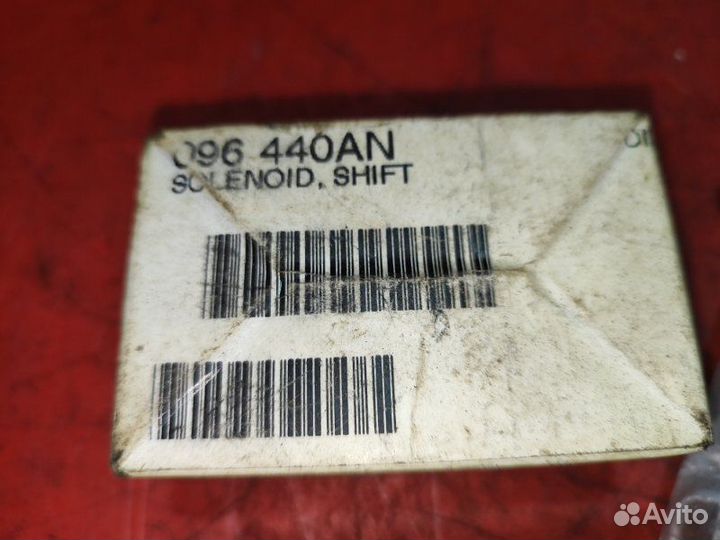 096 440AN
SOLENOID, SHIFT
Avito